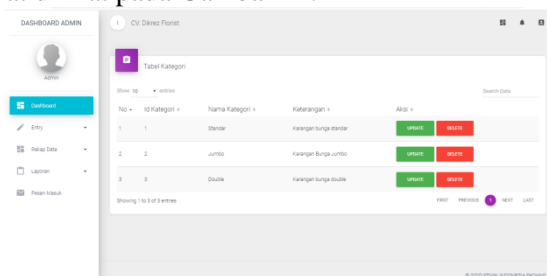 DASHBOARD ADMIN
CV. Dikrez Florist
Admin
Tabel Kategori
Dashboard
Entry
Rekap Data
Laporan
Pesan Masuk
Show 10 entries
Search Data
No Id Kategori Nama Kategori Keterangan Aksi
1 1 Standar Karangan bunga standar UPDATE DELETE
2 2 Jumbo Karangan Bunga Jumbo UPDATE DELETE
3 3 Double Karangan bunga double UPDATE DELETE
Showing 1 to 3 of 3 entries
FIRST PREVIOUS 1 NEXT LAST